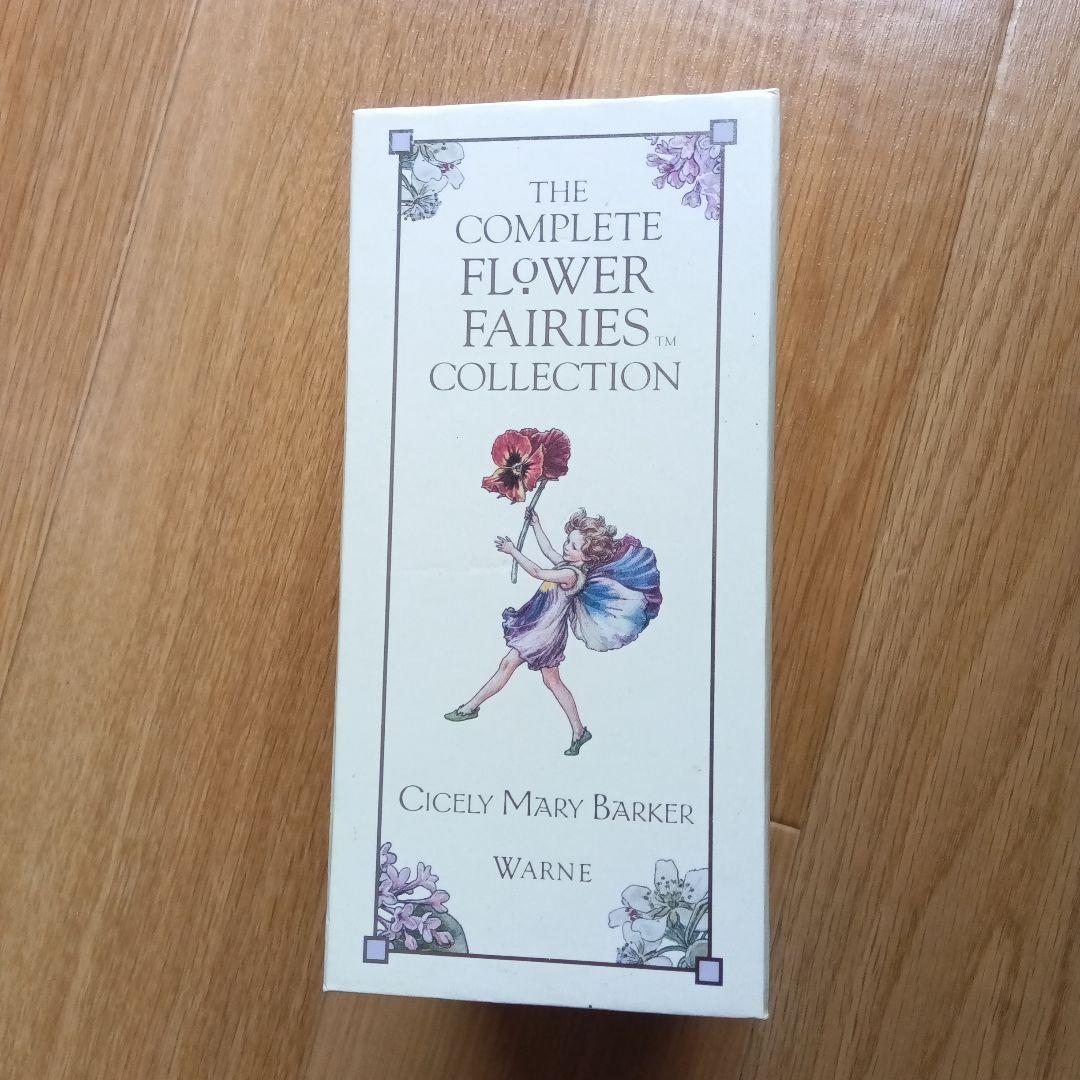 THE
COMPLETE
FLOWER
FAIRIES™
COLLECTION
CICELY MARY BARKER
WARNE